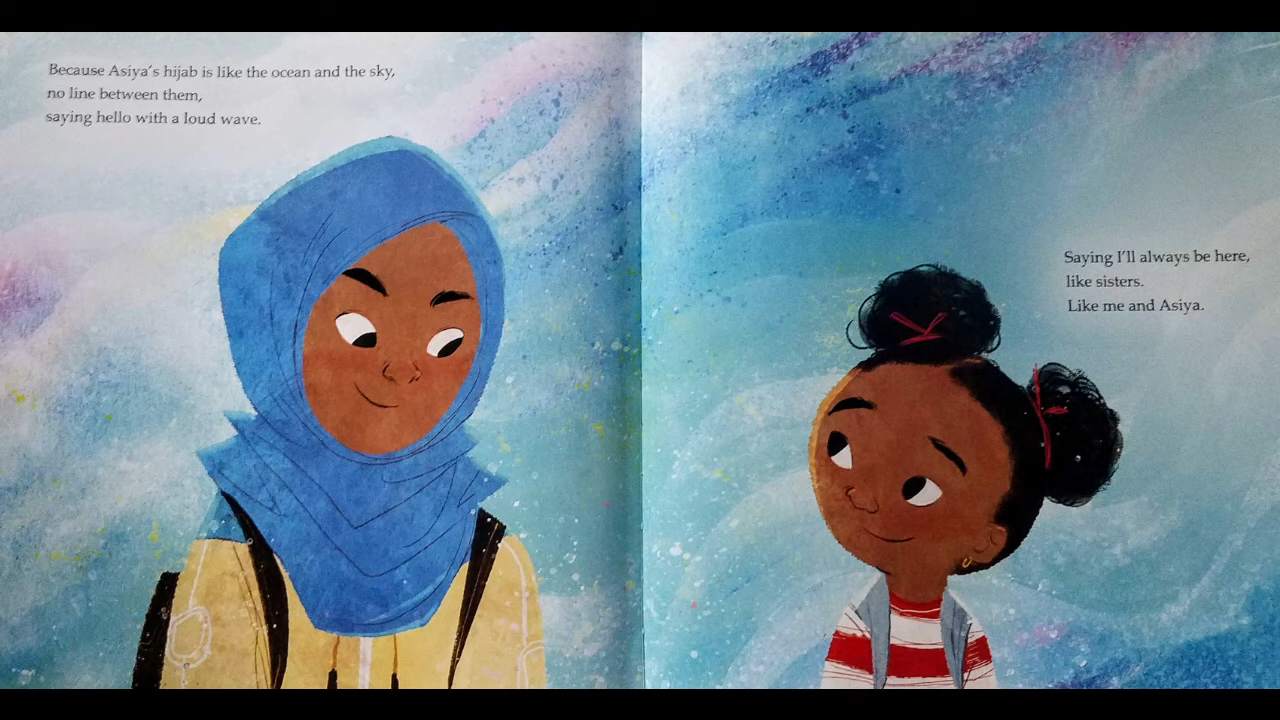 Because Asiya's hijab is like the ocean and the sky,
no line between them,
saying hello with a loud wave.
Saying I'll always be here,
like sisters.
Like me and Asiya.